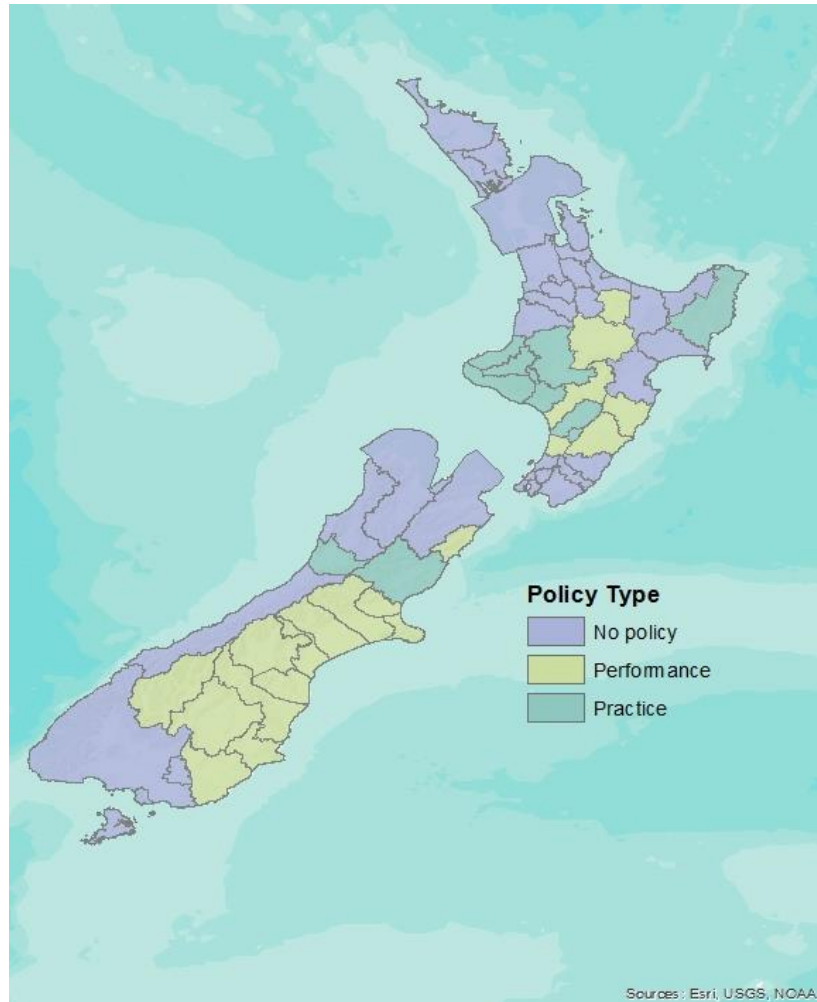 Policy Type
No policy
Performance
Practice
Sources: Esri, USGS, NOAA